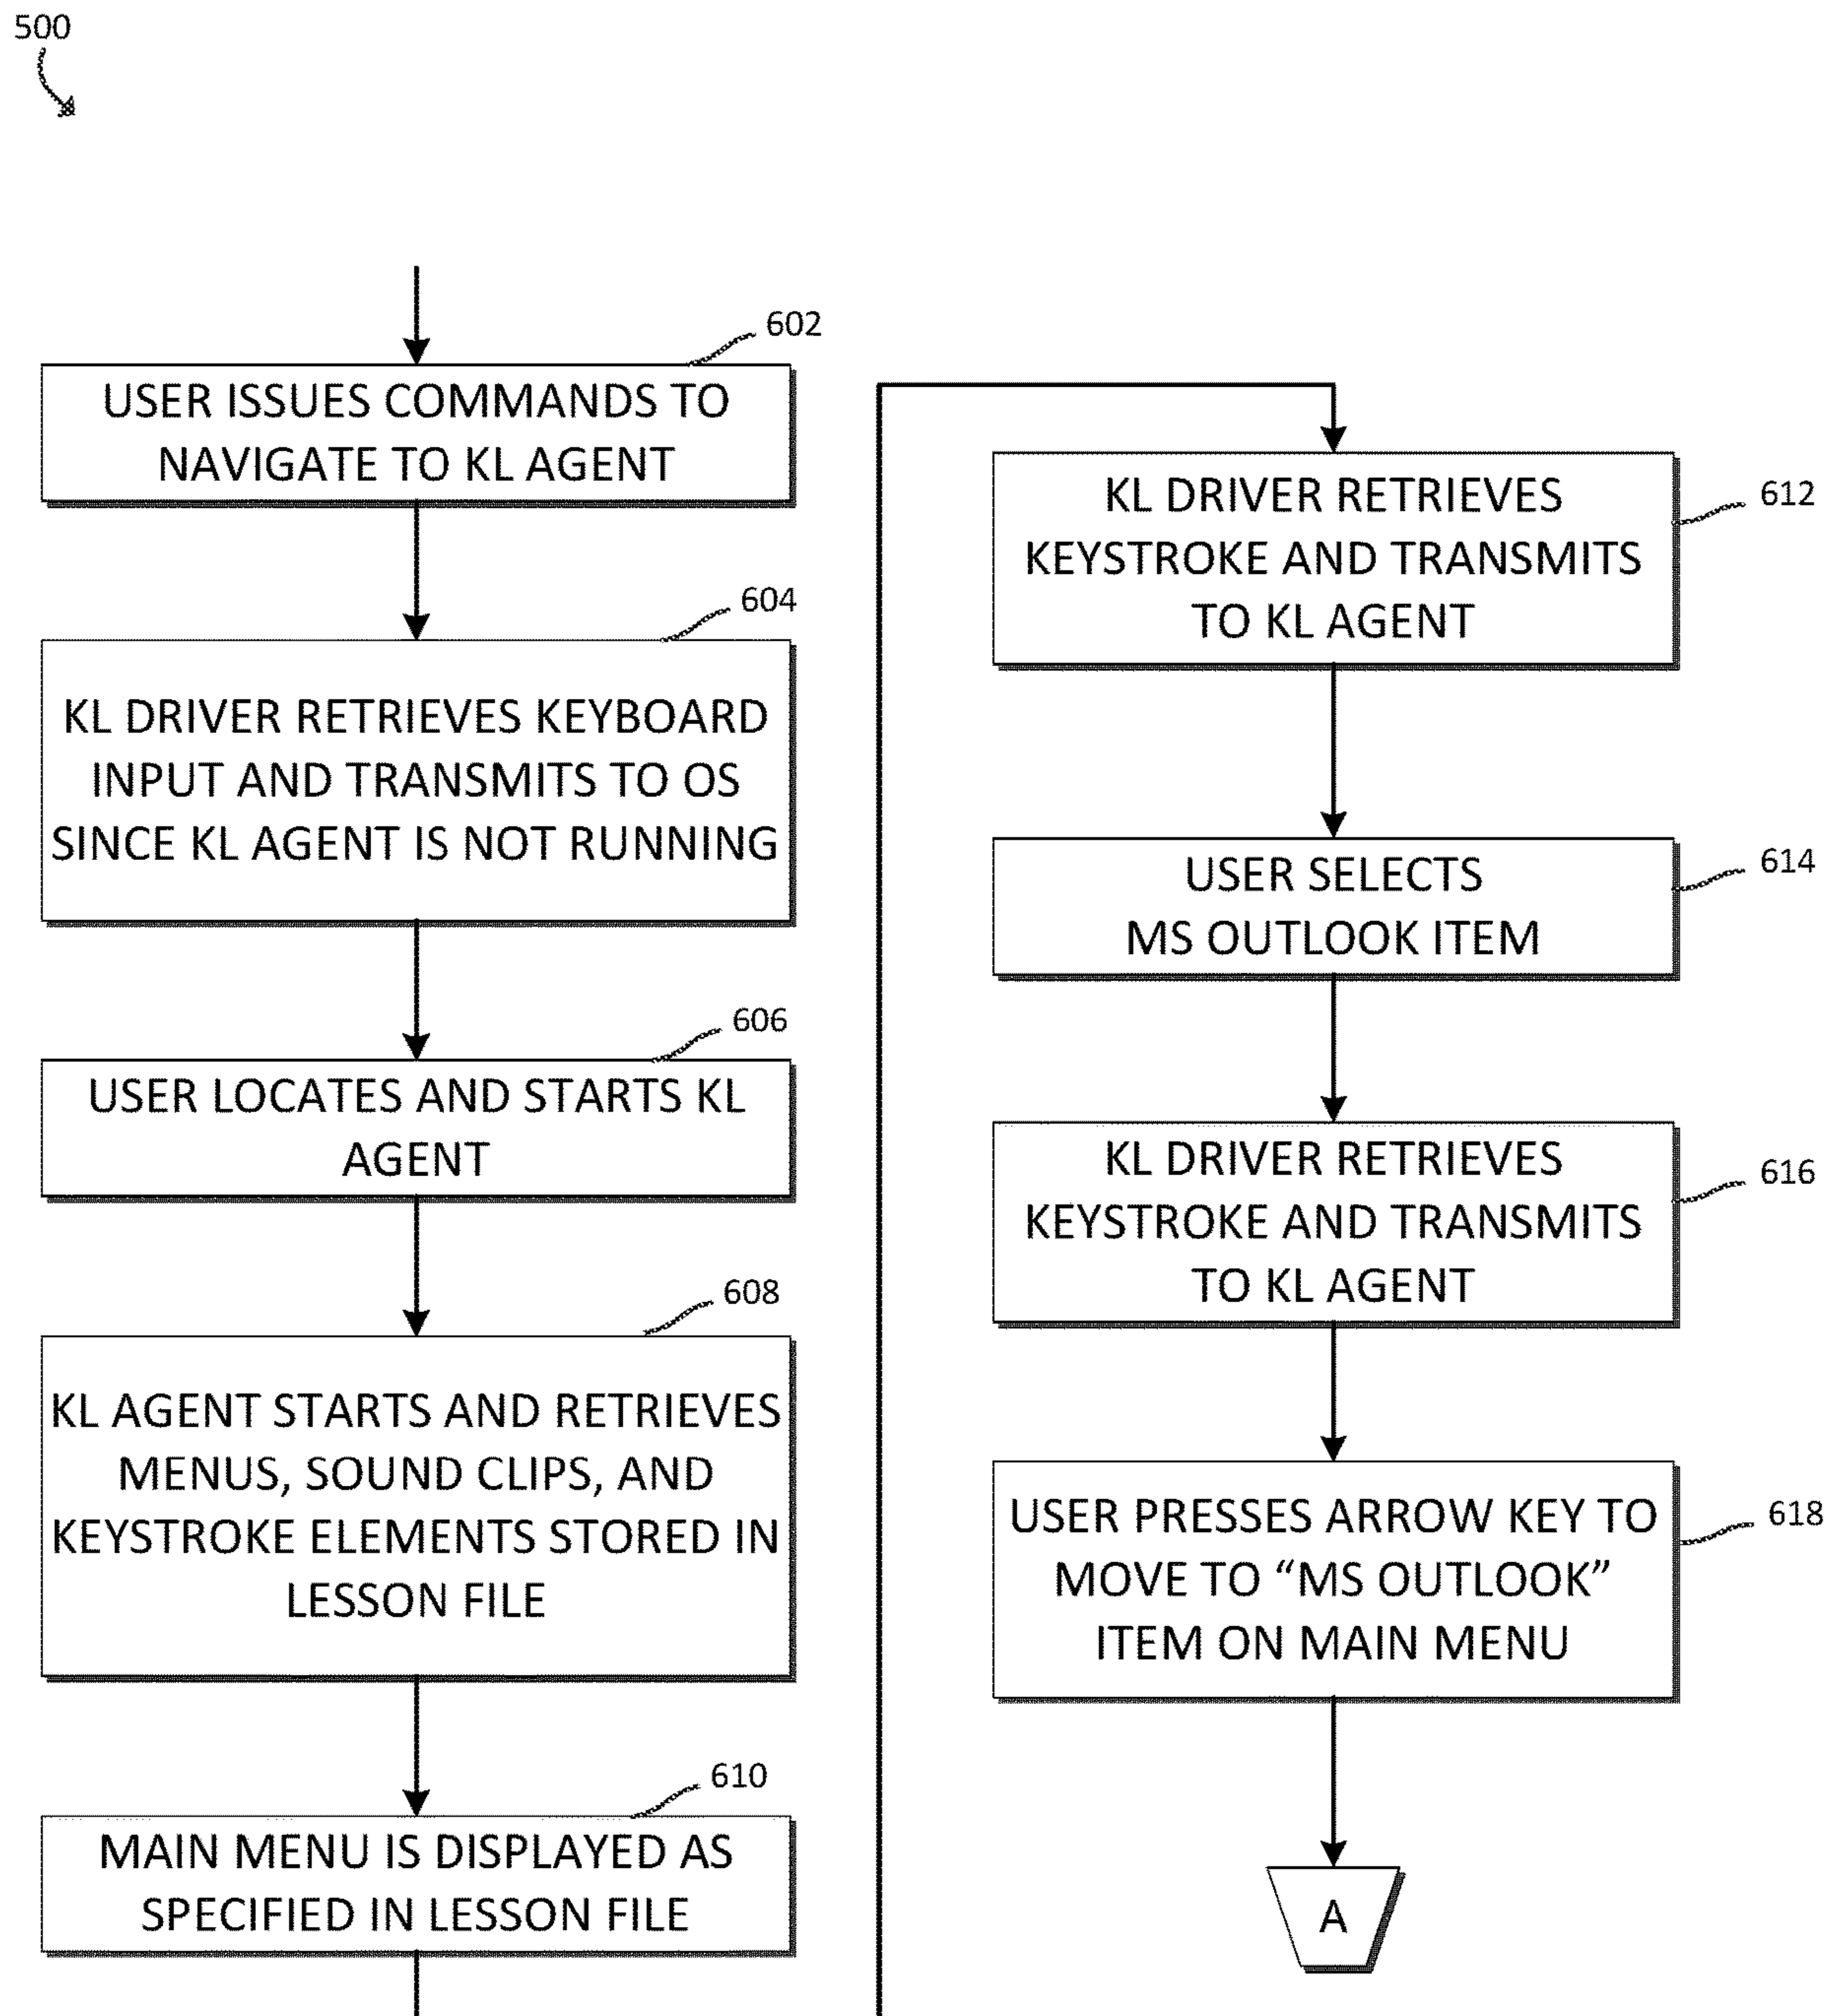 500
602
USER ISSUES COMMANDS TO
NAVIGATE TO KL AGENT
604
KL DRIVER RETRIEVES KEYBOARD
INPUT AND TRANSMITS TO OS
SINCE KL AGENT IS NOT RUNNING
606
USER LOCATES AND STARTS KL
AGENT
608
KL AGENT STARTS AND RETRIEVES
MENUS, SOUND CLIPS, AND
KEYSTROKE ELEMENTS STORED IN
LESSON FILE
610
MAIN MENU IS DISPLAYED AS
SPECIFIED IN LESSON FILE
612
KL DRIVER RETRIEVES
KEYSTROKE AND TRANSMITS
TO KL AGENT
614
USER SELECTS
MS OUTLOOK ITEM
616
KL DRIVER RETRIEVES
KEYSTROKE AND TRANSMITS
TO KL AGENT
618
USER PRESSES ARROW KEY TO
MOVE TO “MS OUTLOOK”
ITEM ON MAIN MENU
A